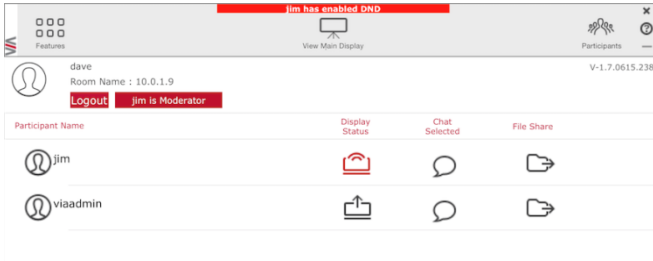 jim has enabled DND
Features
View Main Display
Participants
dave
V-1.7.0615.238
Room Name : 10.0.1.9
Logout
jim is Moderator
Participant Name
Display Status
Chat Selected
File Share
jim
viaadmin